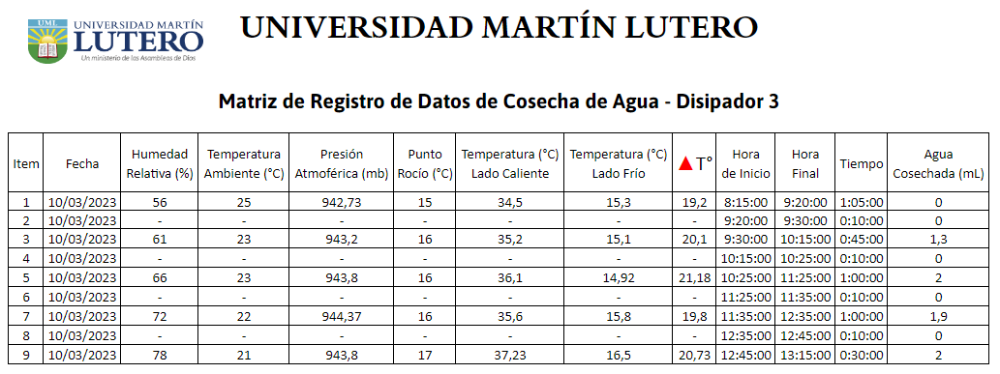 UML
UNIVERSIDAD MARTÍN
LUTERO
Un ministerio de las Asambleas de Dios
UNIVERSIDAD MARTÍN LUTERO
Matriz de Registro de Datos de Cosecha de Agua - Disipador 3
Item Fecha Humedad Relativa (%) Temperatura Ambiente (°C) Presión Atmoférica (mb) Punto Rocío (°C) Temperatura (°C) Lado Caliente Temperatura (°C) Lado Frío ▲T° Hora de Inicio Hora Final Tiempo Agua Cosechada (mL)
1 10/03/2023 56 25 942,73 15 34,5 15,3 19,2 8:15:00 9:20:00 1:05:00 0
2 10/03/2023 - - - - - - - 9:20:00 9:30:00 0:10:00 0
3 10/03/2023 61 23 943,2 16 35,2 15,1 20,1 9:30:00 10:15:00 0:45:00 1,3
4 10/03/2023 - - - - - - - 10:15:00 10:25:00 0:10:00 0
5 10/03/2023 66 23 943,8 16 36,1 14,92 21,18 10:25:00 11:25:00 1:00:00 2
6 10/03/2023 - - - - - - - 11:25:00 11:35:00 0:10:00 0
7 10/03/2023 72 22 944,37 16 35,6 15,8 19,8 11:35:00 12:35:00 1:00:00 1,9
8 10/03/2023 - - - - - - - 12:35:00 12:45:00 0:10:00 0
9 10/03/2023 78 21 943,8 17 37,23 16,5 20,73 12:45:00 13:15:00 0:30:00 2